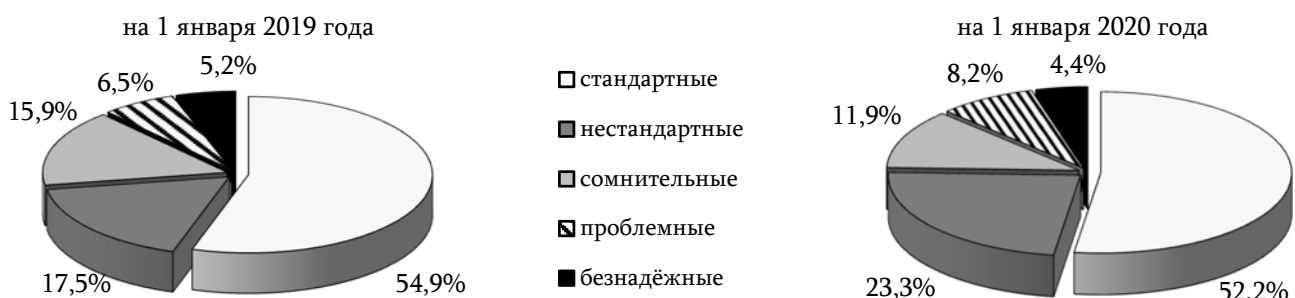 на 1 января 2019 года
5,2%
6,5%
15,9%
17,5%
54,9%
стандартные
нестандартные
сомнительные
проблемные
безнадёжные
на 1 января 2020 года
4,4%
8,2%
11,9%
23,3%
52,2%